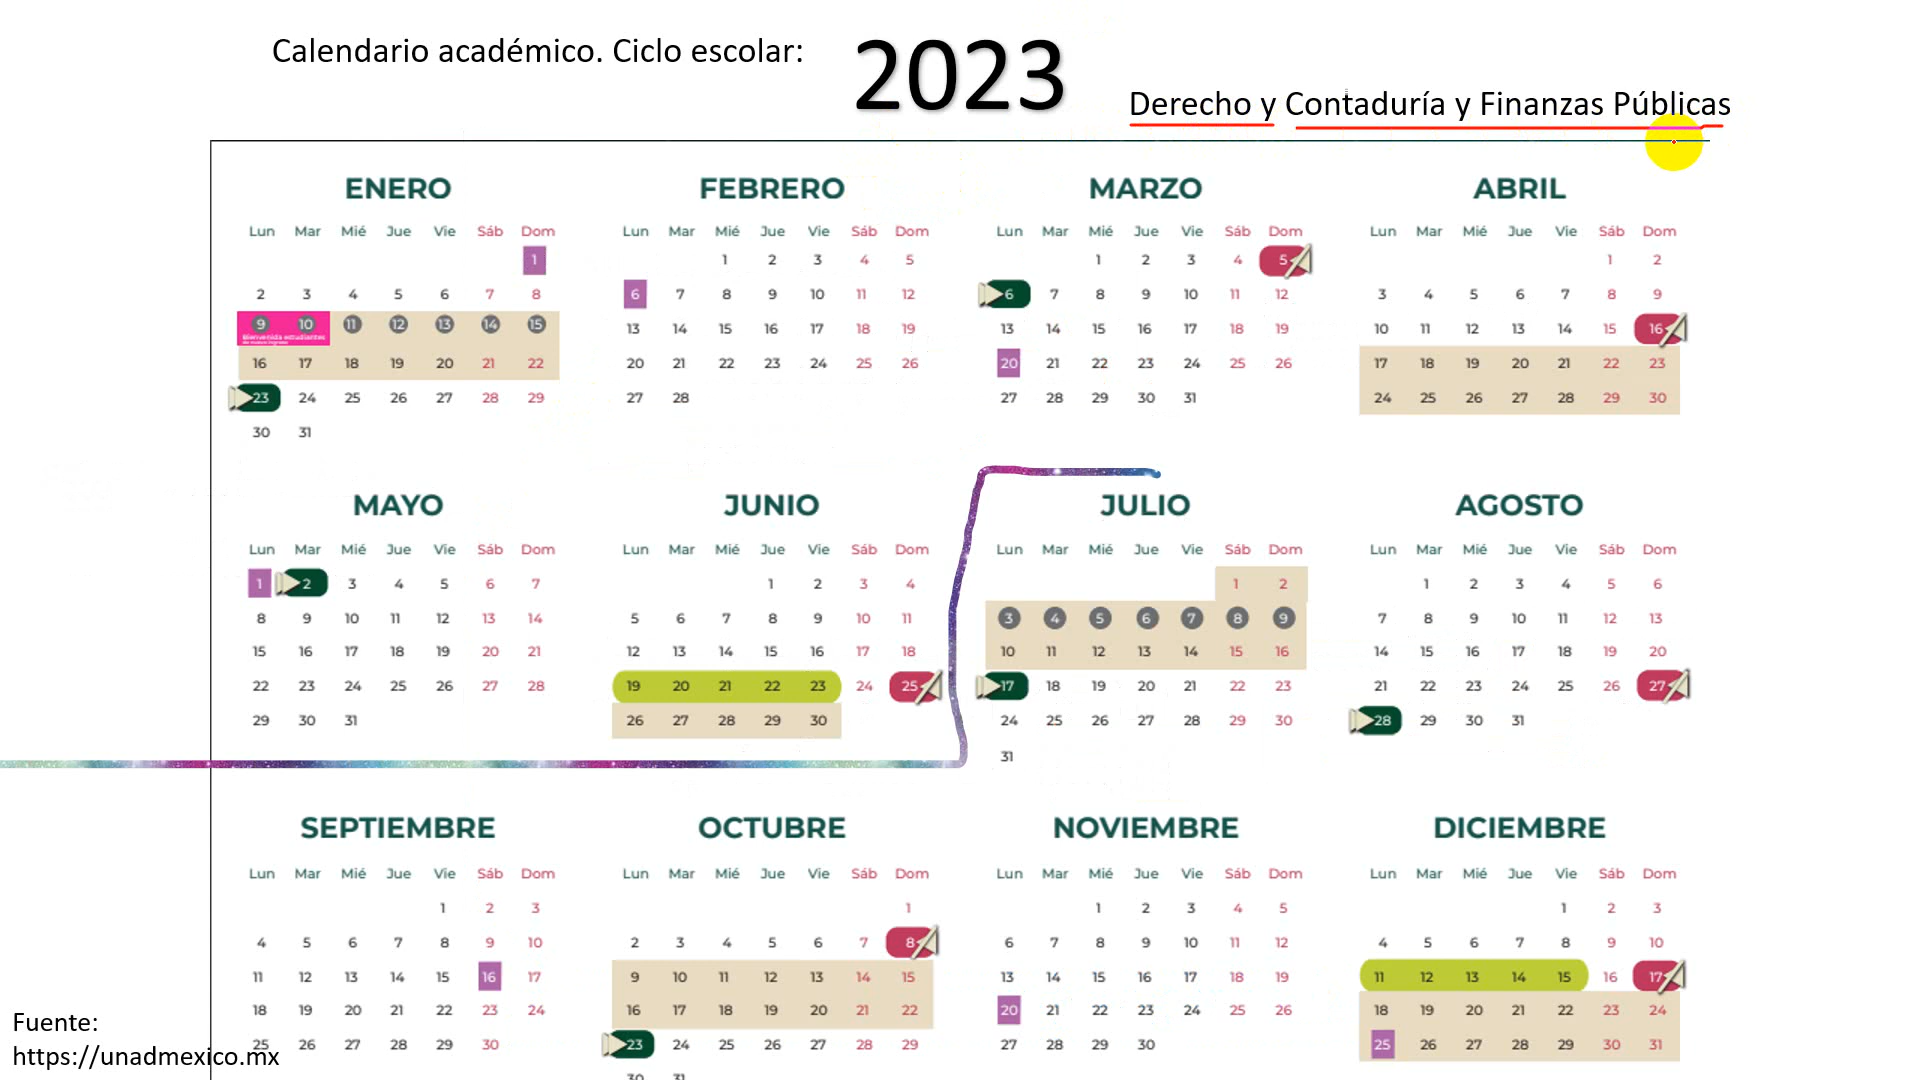 Calendario académico. Ciclo escolar:
2023
Derecho y Contaduría y Finanzas Públicas
ENERO
Lun Mar Mié Jue Vie Sáb Dom
1
2 3 4 5 6 7 8
9 10 11 12 13 14 15
Bienvenida estudiantes
de nuevo ingreso
16 17 18 19 20 21 22
23 24 25 26 27 28 29
30 31
FEBRERO
Lun Mar Mié Jue Vie Sáb Dom
1 2 3 4 5
6 7 8 9 10 11 12
13 14 15 16 17 18 19
20 21 22 23 24 25 26
27 28
MARZO
Lun Mar Mié Jue Vie Sáb Dom
1 2 3 4 5
6 7 8 9 10 11 12
13 14 15 16 17 18 19
20 21 22 23 24 25 26
27 28 29 30 31
ABRIL
Lun Mar Mié Jue Vie Sáb Dom
1 2
3 4 5 6 7 8 9
10 11 12 13 14 15 16
17 18 19 20 21 22 23
24 25 26 27 28 29 30
MAYO
Lun Mar Mié Jue Vie Sáb Dom
1 2 3 4 5 6 7
8 9 10 11 12 13 14
15 16 17 18 19 20 21
22 23 24 25 26 27 28
29 30 31
JUNIO
Lun Mar Mié Jue Vie Sáb Dom
1 2 3 4
5 6 7 8 9 10 11
12 13 14 15 16 17 18
19 20 21 22 23 24 25
26 27 28 29 30
JULIO
Lun Mar Mié Jue Vie Sáb Dom
1 2
3 4 5 6 7 8 9
10 11 12 13 14 15 16
17 18 19 20 21 22 23
24 25 26 27 28 29 30
31
AGOSTO
Lun Mar Mié Jue Vie Sáb Dom
1 2 3 4 5 6
7 8 9 10 11 12 13
14 15 16 17 18 19 20
21 22 23 24 25 26 27
28 29 30 31
SEPTIEMBRE
Lun Mar Mié Jue Vie Sáb Dom
1 2 3
4 5 6 7 8 9 10
11 12 13 14 15 16 17
18 19 20 21 22 23 24
25 26 27 28 29 30
OCTUBRE
Lun Mar Mié Jue Vie Sáb Dom
1
2 3 4 5 6 7 8
9 10 11 12 13 14 15
16 17 18 19 20 21 22
23 24 25 26 27 28 29
30 31
NOVIEMBRE
Lun Mar Mié Jue Vie Sáb Dom
1 2 3 4 5
6 7 8 9 10 11 12
13 14 15 16 17 18 19
20 21 22 23 24 25 26
27 28 29 30
DICIEMBRE
Lun Mar Mié Jue Vie Sáb Dom
1 2 3
4 5 6 7 8 9 10
11 12 13 14 15 16 17
18 19 20 21 22 23 24
25 26 27 28 29 30 31
Fuente:
https://unadmexico.mx